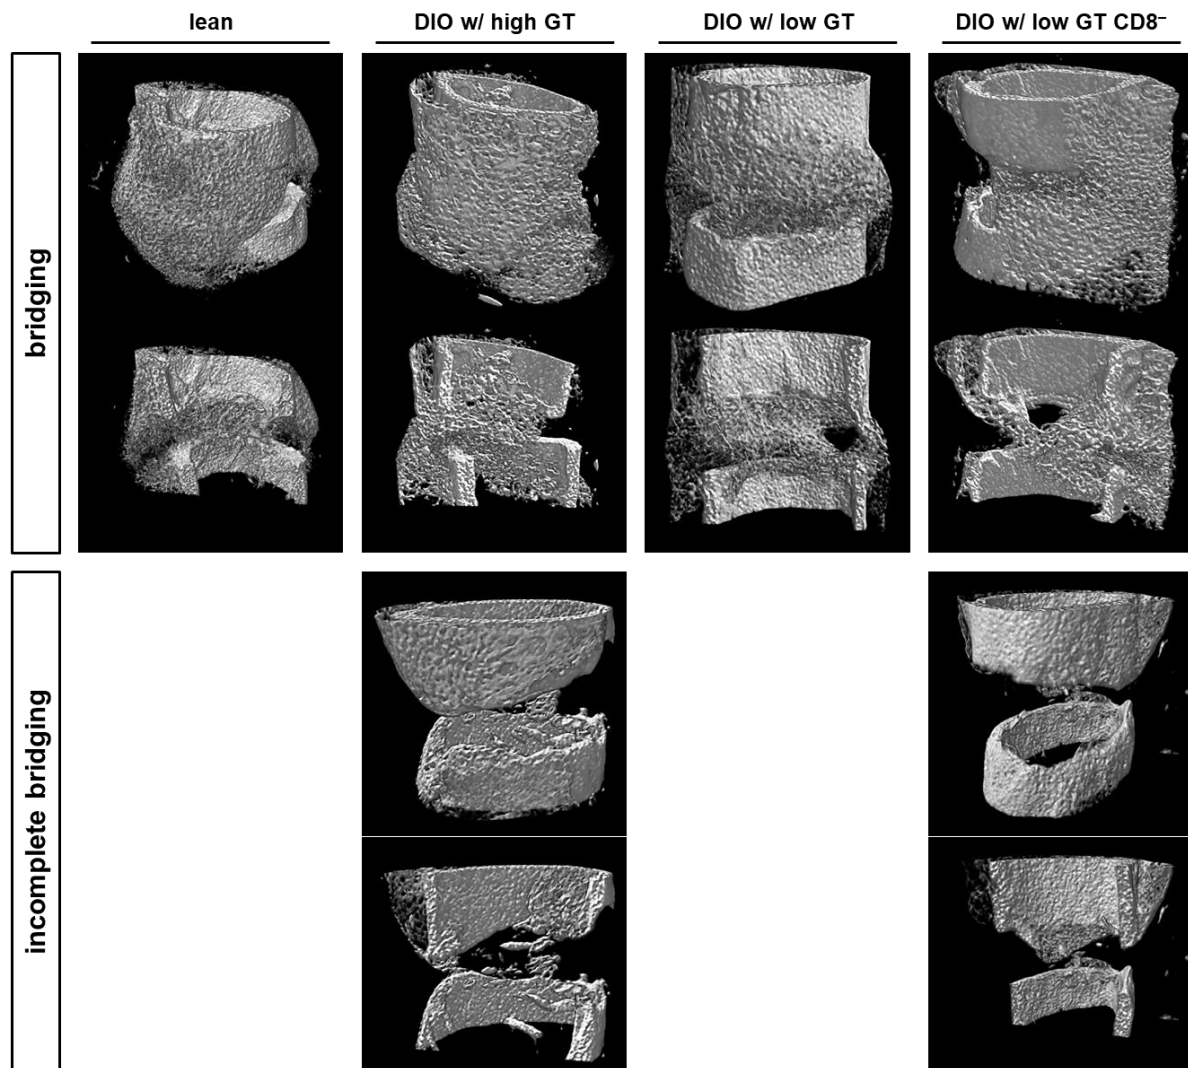 lean
DIO w/ high GT
DIO w/ low GT
DIO w/ low GT CD8⁻
bridging
incomplete bridging